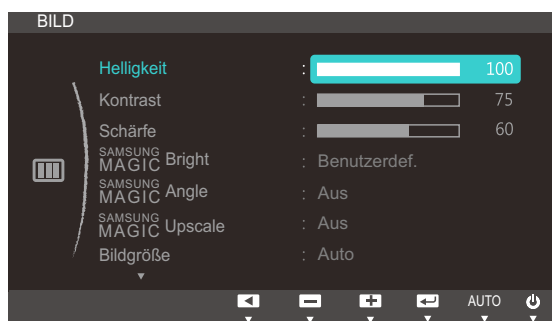 BILD
Helligkeit : 100
Kontrast : 75
Schärfe : 60
SAMSUNG MAGIC Bright : Benutzerdef.
SAMSUNG MAGIC Angle : Aus
SAMSUNG MAGIC Upscale : Aus
Bildgröße : Auto
AUTO